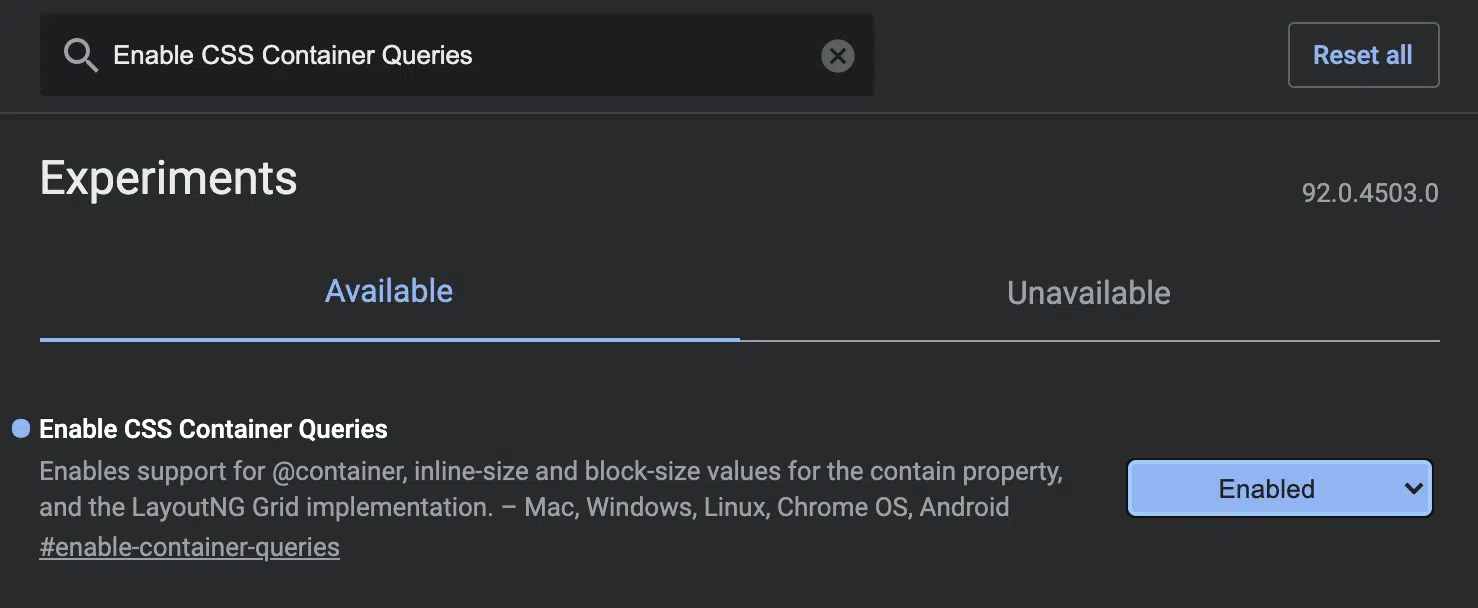 Enable CSS Container Queries
Reset all
Experiments
92.0.4503.0
Available
Unavailable
Enable CSS Container Queries
Enables support for @container, inline-size and block-size values for the contain property,
and the LayoutNG Grid implementation. – Mac, Windows, Linux, Chrome OS, Android
#enable-container-queries
Enabled